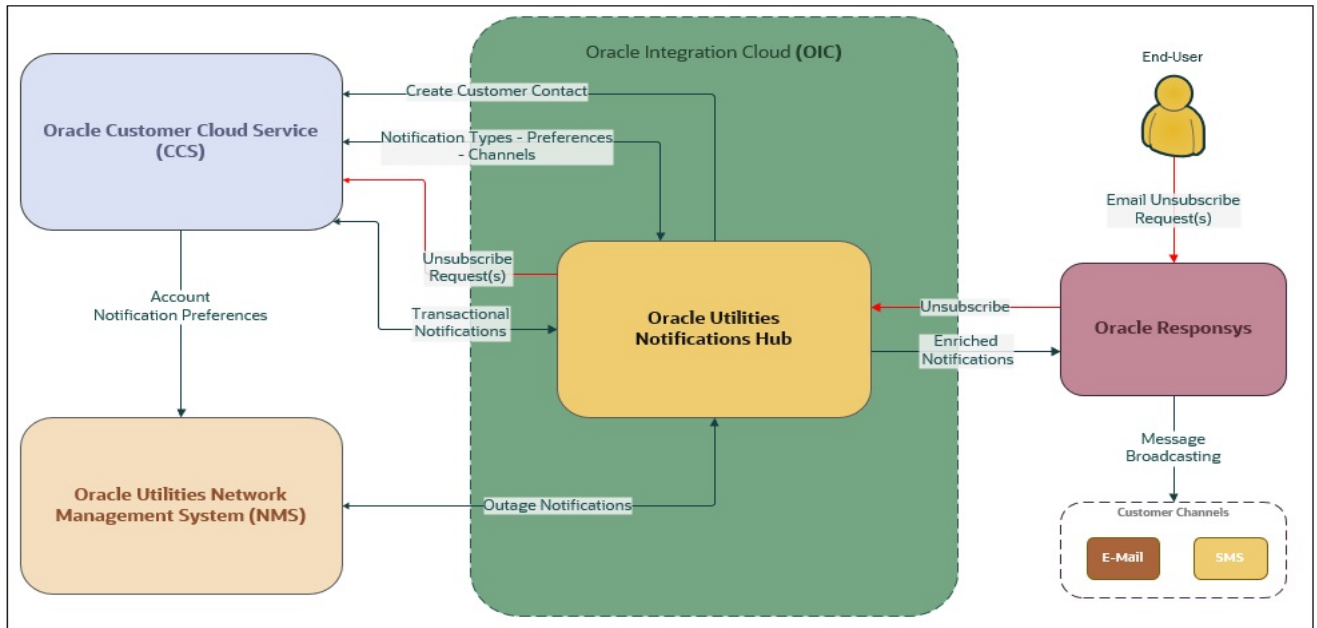 Oracle Integration Cloud (OIC)
End-User
Create Customer Contact
Oracle Customer Cloud Service
(CCS)
Notification Types - Preferences
- Channels
Email Unsubscribe
Request(s)
Unsubscribe
Request(s)
Account
Notification Preferences
Transactional
Notifications
Oracle Utilities
Notifications Hub
Unsubscribe
Enriched
Notifications
Oracle Responsys
Message
Broadcasting
Oracle Utilities Network
Management System (NMS)
Outage Notifications
Customer Channels
E-Mail
SMS